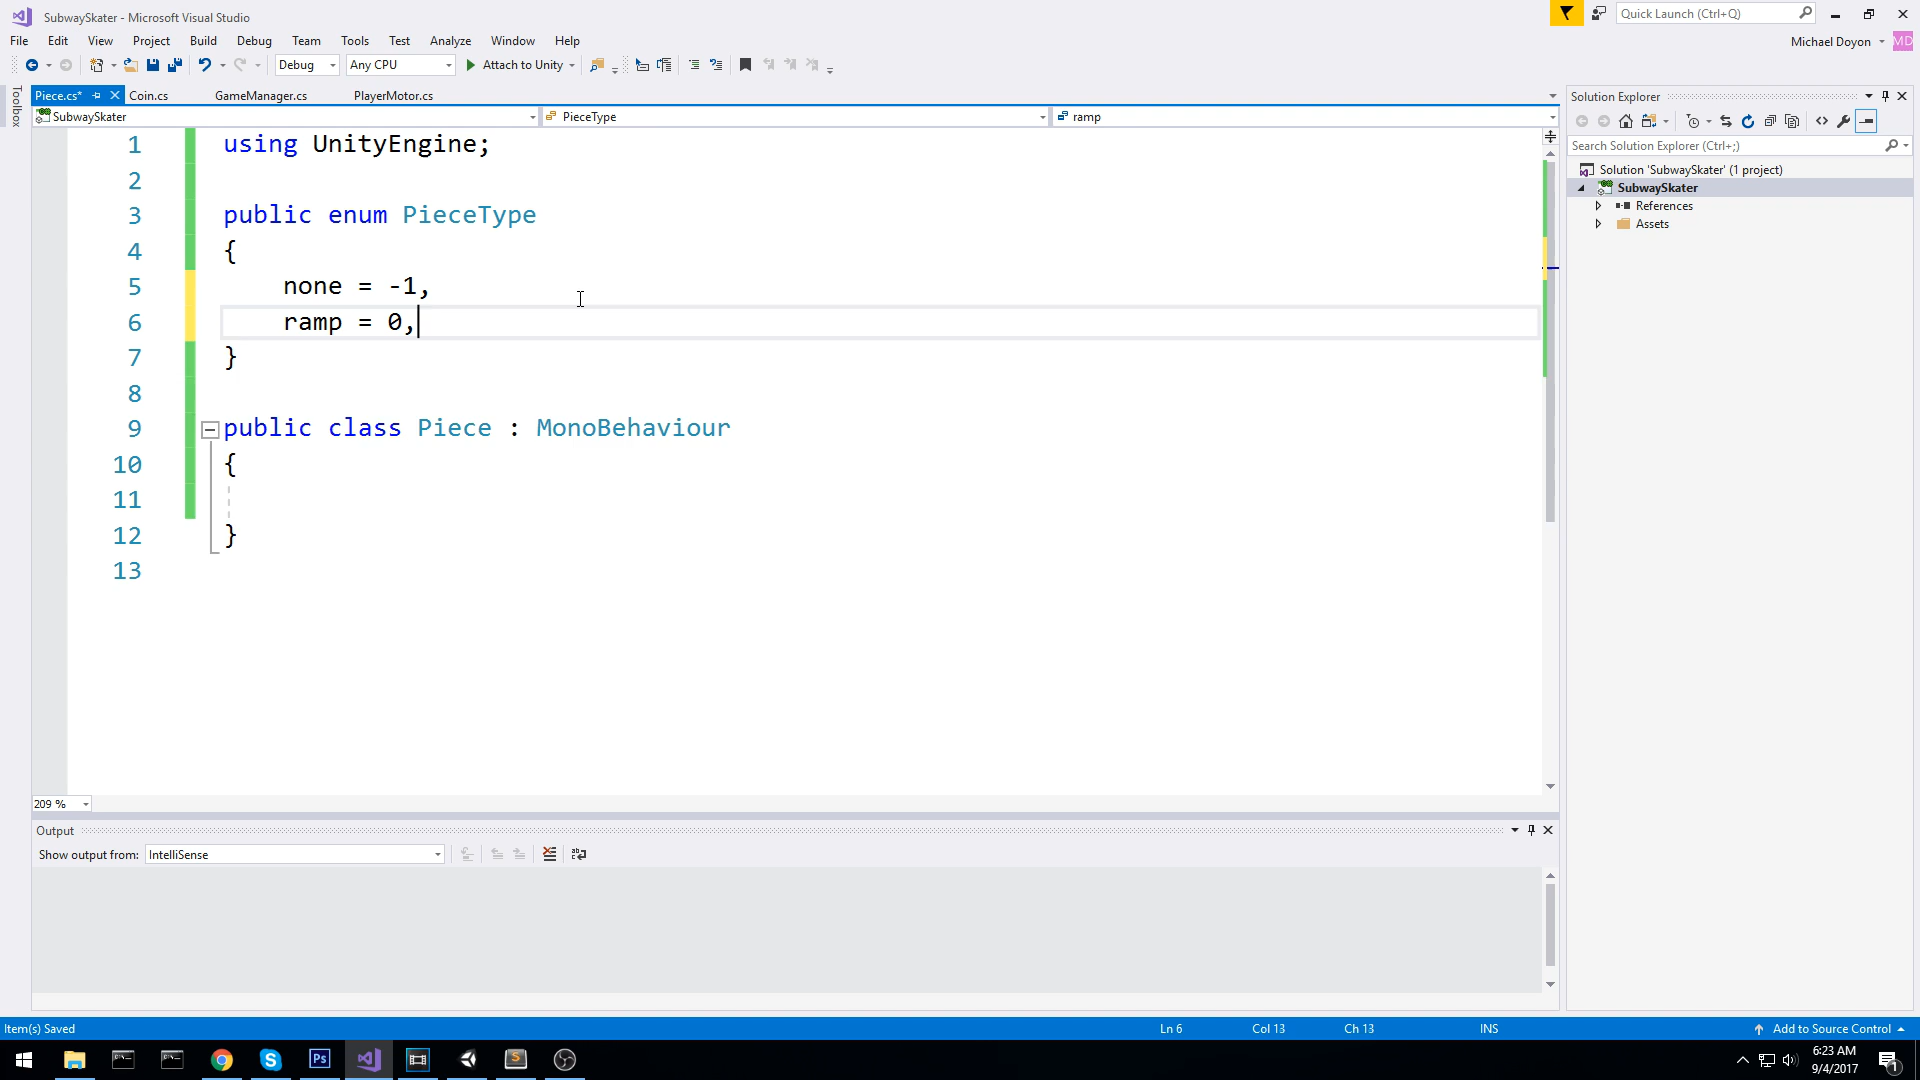 SubwaySkater - Microsoft Visual Studio
Quick Launch (Ctrl+Q)
File Edit View Project Build Debug Team Tools Test Analyze Window Help
Michael Doyon MD
Debug Any CPU Attach to Unity
Toolbox
Piece.cs* Coin.cs GameManager.cs PlayerMotor.cs
SubwaySkater PieceType ramp
1 using UnityEngine;
2
3 public enum PieceType
4 {
5 none = -1,
6 ramp = 0,
7 }
8
9 public class Piece : MonoBehaviour
10 {
11
12 }
13
209 %
Output
Show output from: IntelliSense
Solution Explorer
Search Solution Explorer (Ctrl+;)
Solution 'SubwaySkater' (1 project)
SubwaySkater
References
Assets
Item(s) Saved Ln 6 Col 13 Ch 13 INS Add to Source Control
Ps
6:23 AM
9/4/2017
1